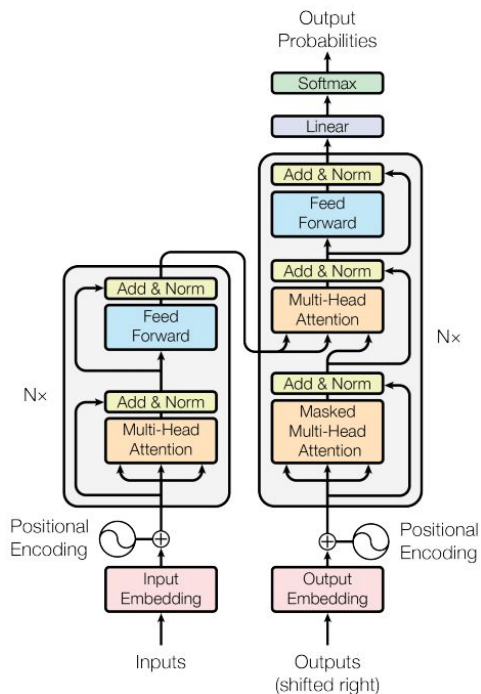 Output
Probabilities
Softmax
Linear
Add & Norm
Feed
Forward
Add & Norm
Multi-Head
Attention
Add & Norm
Masked
Multi-Head
Attention
Nx
Add & Norm
Feed
Forward
Add & Norm
Multi-Head
Attention
Nx
Positional
Encoding
Positional
Encoding
Input
Embedding
Output
Embedding
Inputs
Outputs
(shifted right)